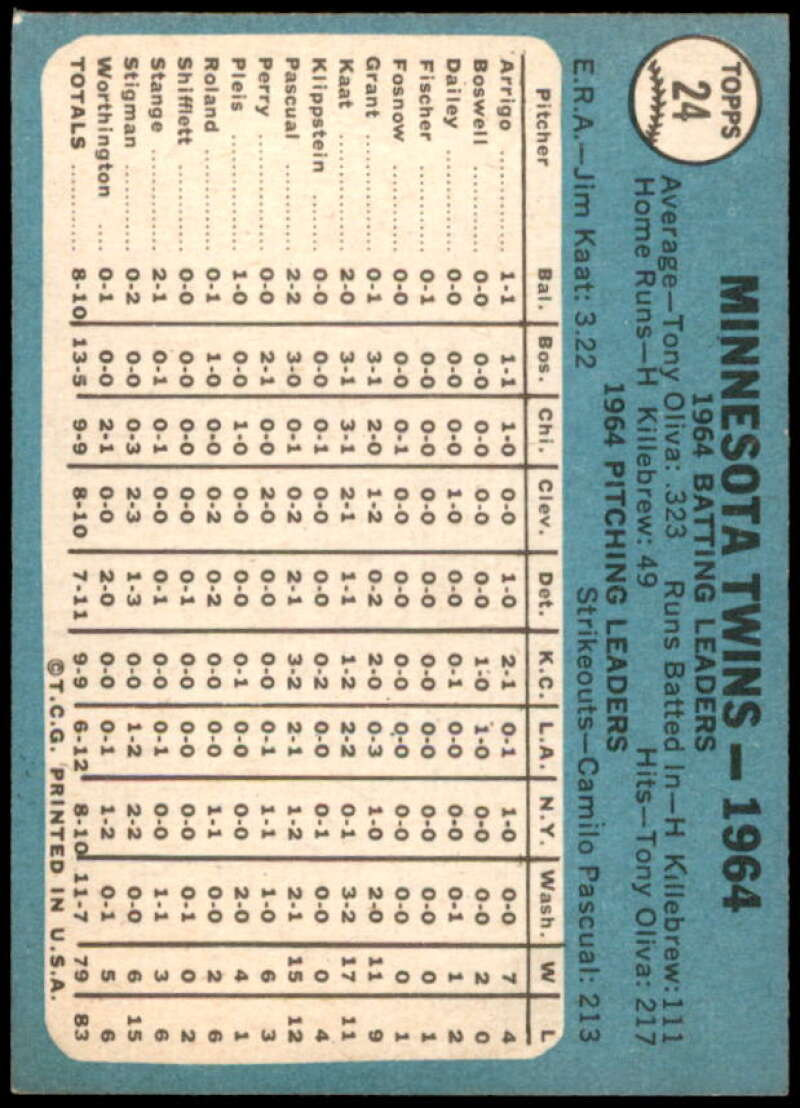 TOPPS
24
MINNESOTA TWINS — 1964
1964 BATTING LEADERS
Average—Tony Oliva: .323 Runs Batted In—H Killebrew: 111
Home Runs—H Killebrew: 49 Hits—Tony Oliva: 217
1964 PITCHING LEADERS
E.R.A.—Jim Kaat: 3.22 Strikeouts—Camilo Pascual: 213
Pitcher Bal. Bos. Chi. Clev. Det. K.C. L.A. N.Y. Wash. W L
Arrigo 1-1 1-1 1-0 0-0 1-0 2-1 0-1 1-0 0-0 7 4
Boswell 0-0 0-0 0-0 0-0 0-0 1-0 1-0 0-0 0-0 2 0
Dailey 0-0 0-0 0-0 1-0 0-0 0-1 0-0 0-0 0-1 1 2
Fischer 0-1 0-0 0-0 0-0 0-0 0-0 0-0 0-0 0-0 0 1
Fosnow 0-0 0-0 0-1 0-0 0-0 0-0 0-0 0-0 0-0 0 1
Grant 0-1 3-1 2-0 1-2 0-2 2-0 0-3 1-0 2-0 11 9
Kaat 2-0 3-1 3-1 2-1 1-1 1-2 2-2 0-1 3-2 17 11
Klippstein 0-0 0-0 0-1 0-0 0-0 0-2 0-0 0-1 0-0 0 4
Pascual 2-2 3-0 0-1 0-2 2-1 3-2 2-1 1-2 2-1 15 12
Perry 0-0 2-1 0-0 2-0 0-0 0-0 0-1 1-1 1-0 6 3
Pleis 1-0 0-0 1-0 0-0 0-0 0-1 0-0 0-0 2-0 4 1
Roland 0-1 1-0 0-0 0-2 0-2 0-0 0-0 1-1 0-0 2 6
Shifflett 0-0 0-0 0-0 0-0 0-1 0-0 0-0 0-0 0-1 0 2
Stange 2-1 0-1 0-1 0-0 0-1 0-0 0-1 0-0 1-1 3 6
Stigman 0-2 0-0 0-3 2-3 1-3 0-0 1-2 2-2 0-0 6 15
Worthington 0-1 0-0 2-1 0-0 2-0 0-0 0-1 1-2 0-1 5 6
TOTALS 8-10 13-5 9-9 8-10 7-11 9-9 6-12 8-10 11-7 79 83
©T.C.G. PRINTED IN U.S.A.